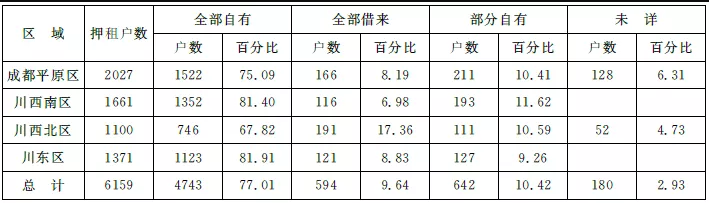 区 域 押租户数 全部自有 全部借来 部分自有 未 详
户数 百分比 户数 百分比 户数 百分比 户数 百分比
成都平原区 2027 1522 75.09 166 8.19 211 10.41 128 6.31
川西南区 1661 1352 81.40 116 6.98 193 11.62
川西北区 1100 746 67.82 191 17.36 111 10.59 52 4.73
川东区 1371 1123 81.91 121 8.83 127 9.26
总 计 6159 4743 77.01 594 9.64 642 10.42 180 2.93